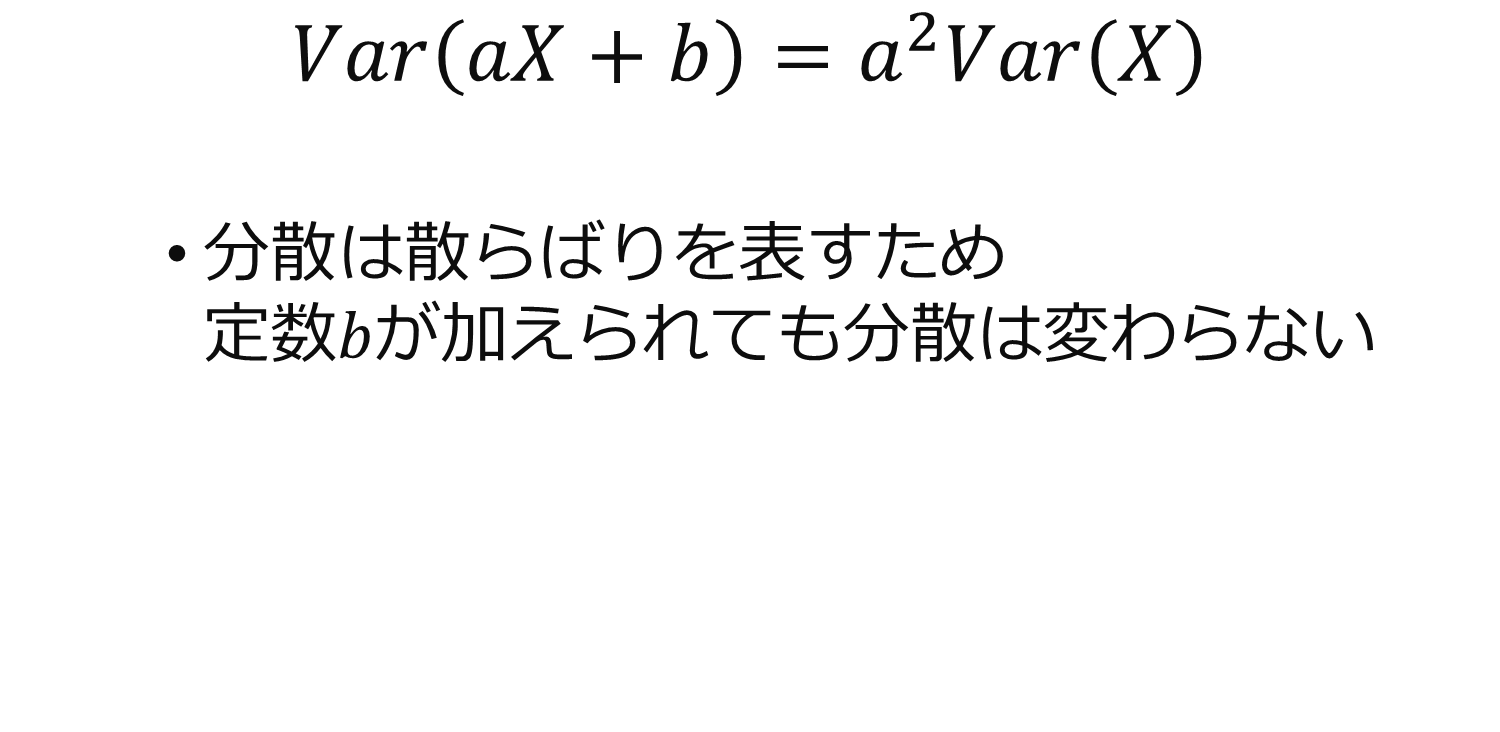 Var(aX + b) = a²Var(X)
• 分散は散らばりを表すため
定数bが加えられても分散は変わらない